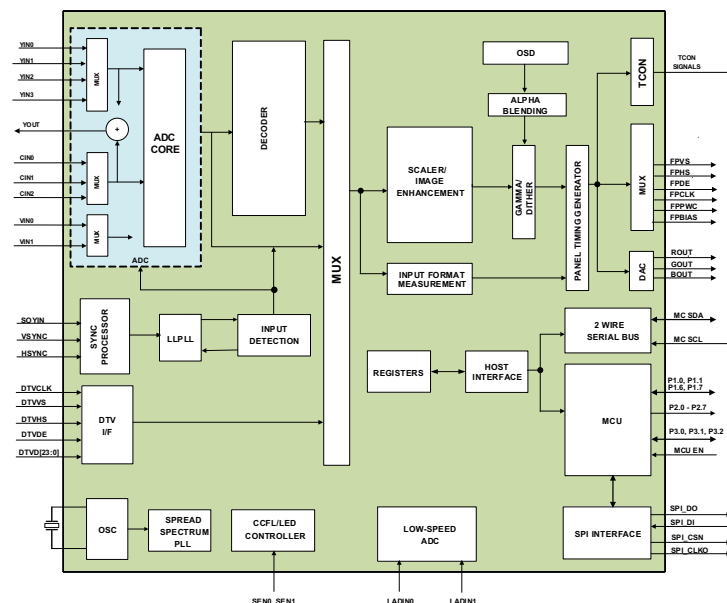 YIN0
YIN1
YIN2
YIN3
YOUT
CIN0
CIN1
CIN2
VIN0
VIN1
MUX
+
MUX
MUX
ADC
CORE
ADC
DECODER
MUX
OSD
ALPHA
BLENDING
SCALER/
IMAGE
ENHANCEMENT
GAMMA/
DITHER
PANEL TIMING GENERATOR
INPUT FORMAT
MEASUREMENT
TCON
TCON
SIGNALS
MUX
FPVS
FPHS
FPDE
FPCLK
FPPWC
FPBIAS
DAC
ROUT
GOUT
BOUT
SOYIN
VSYNC
HSYNC
SYNC
PROCESSOR
LLPLL
INPUT
DETECTION
DTVCLK
DTVVS
DTVHS
DTVDE
DTVD[23:0]
DTV
I/F
REGISTERS
HOST
INTERFACE
2 WIRE
SERIAL BUS
MC SDA
MC SCL
MCU
P1.0, P1.1
P1.6, P1.7
P2.0 - P2.7
P3.0, P3.1, P3.2
MCU EN
OSC
SPREAD
SPECTRUM
PLL
CCFL/LED
CONTROLLER
SEN0, SEN1
LOW-SPEED
ADC
LADIN0
LADIN1
SPI INTERFACE
SPI_DO
SPI_DI
SPI_CSN
SPI_CLKO